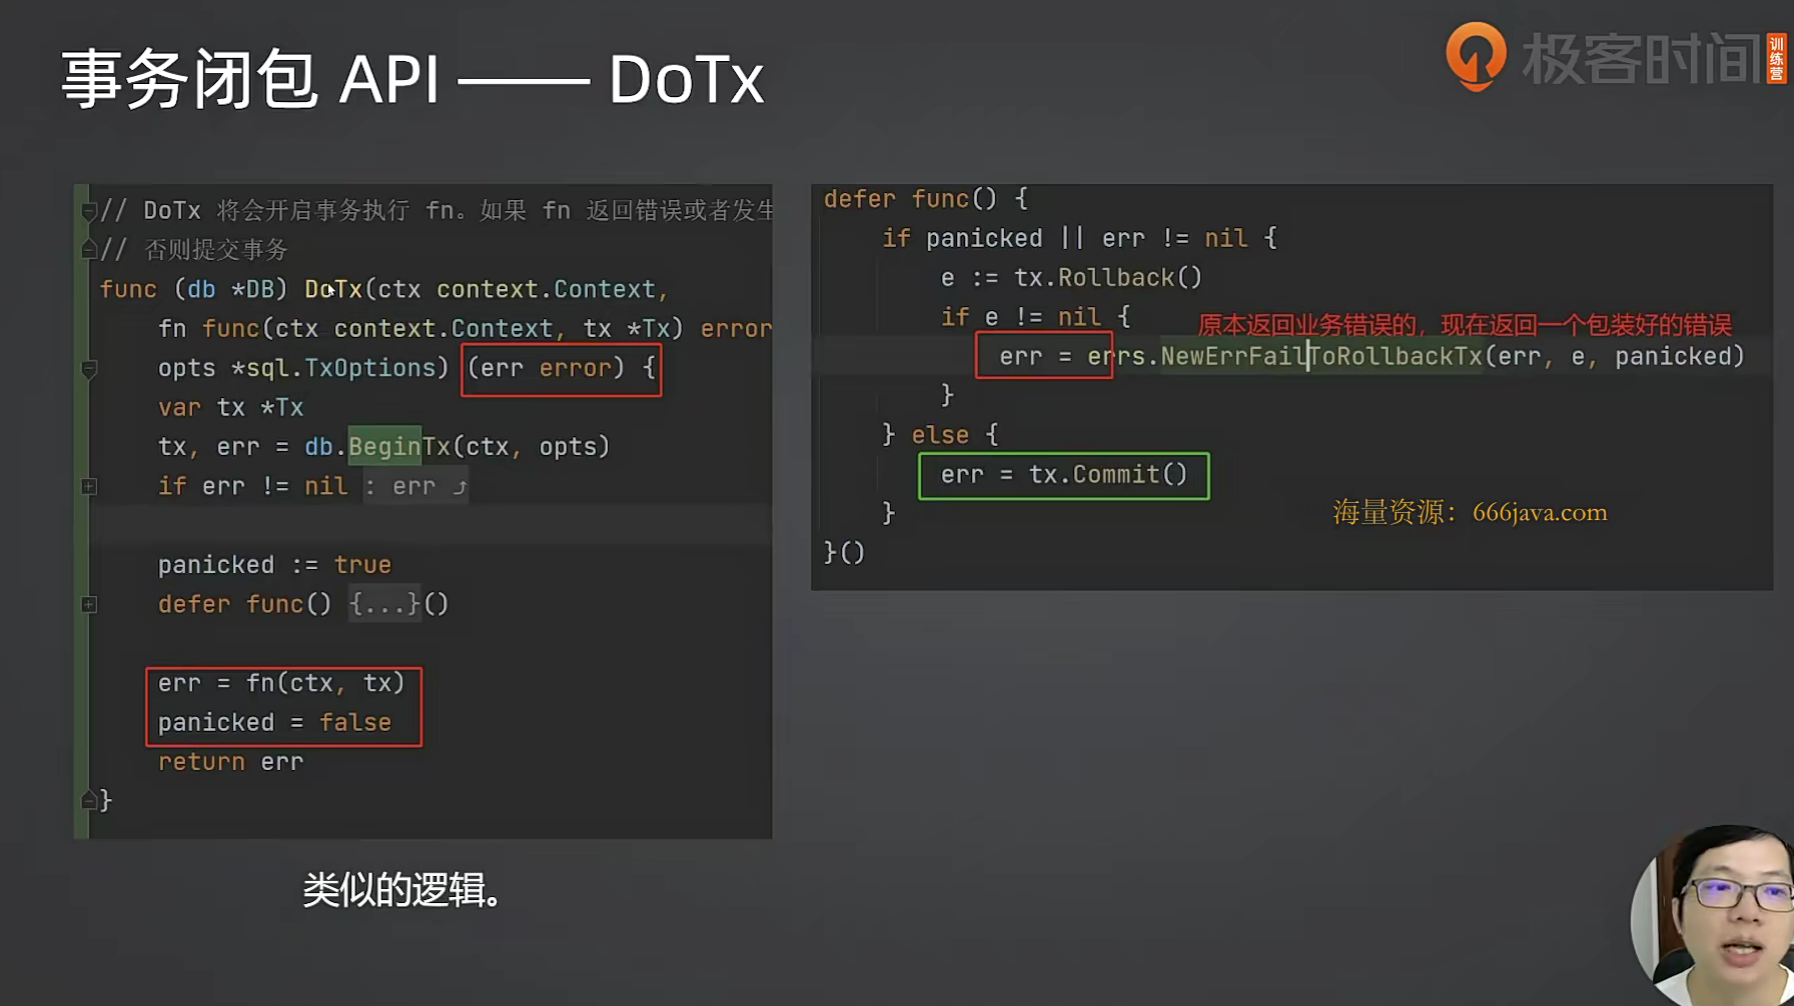 事务闭包 API —— DoTx
极客时间
训练营
// DoTx 将会开启事务执行 fn。如果 fn 返回错误或者发生
// 否则提交事务
func (db *DB) DoTx(ctx context.Context,
fn func(ctx context.Context, tx *Tx) error
opts *sql.TxOptions) (err error) {
var tx *Tx
tx, err = db.BeginTx(ctx, opts)
if err != nil : err ⤴
panicked := true
defer func() {...}()
err = fn(ctx, tx)
panicked = false
return err
}
类似的逻辑。
defer func() {
if panicked || err != nil {
e := tx.Rollback()
if e != nil {
原本返回业务错误的，现在返回一个包装好的错误
err = errs.NewErrFailToRollbackTx(err, e, panicked)
}
} else {
err = tx.Commit()
}
}()
海量资源：666java.com